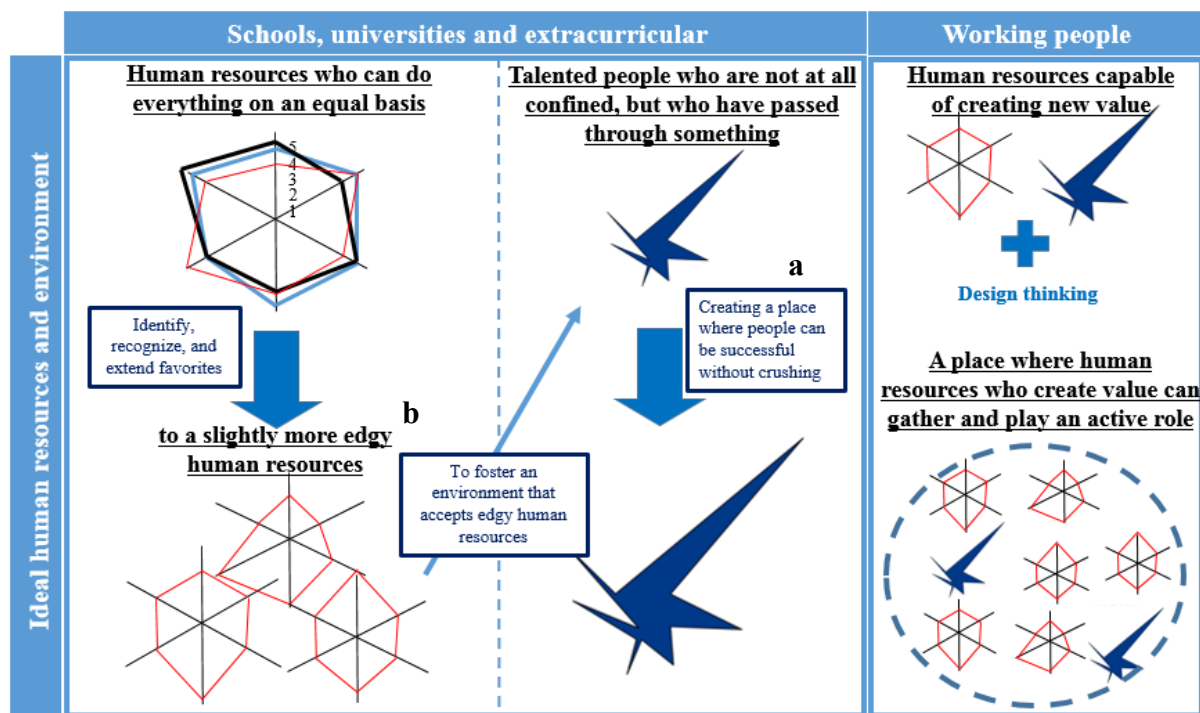 Schools, universities and extracurricular
Working people
Ideal human resources and environment
Human resources who can do
everything on an equal basis
5
4
3
2
1
Identify,
recognize, and
extend favorites
b
to a slightly more edgy
human resources
To foster an
environment that
accepts edgy human
resources
Talented people who are not at all
confined, but who have passed
through something
a
Creating a place
where people can
be successful
without crushing
Human resources capable
of creating new value
Design thinking
A place where human
resources who create value can
gather and play an active role